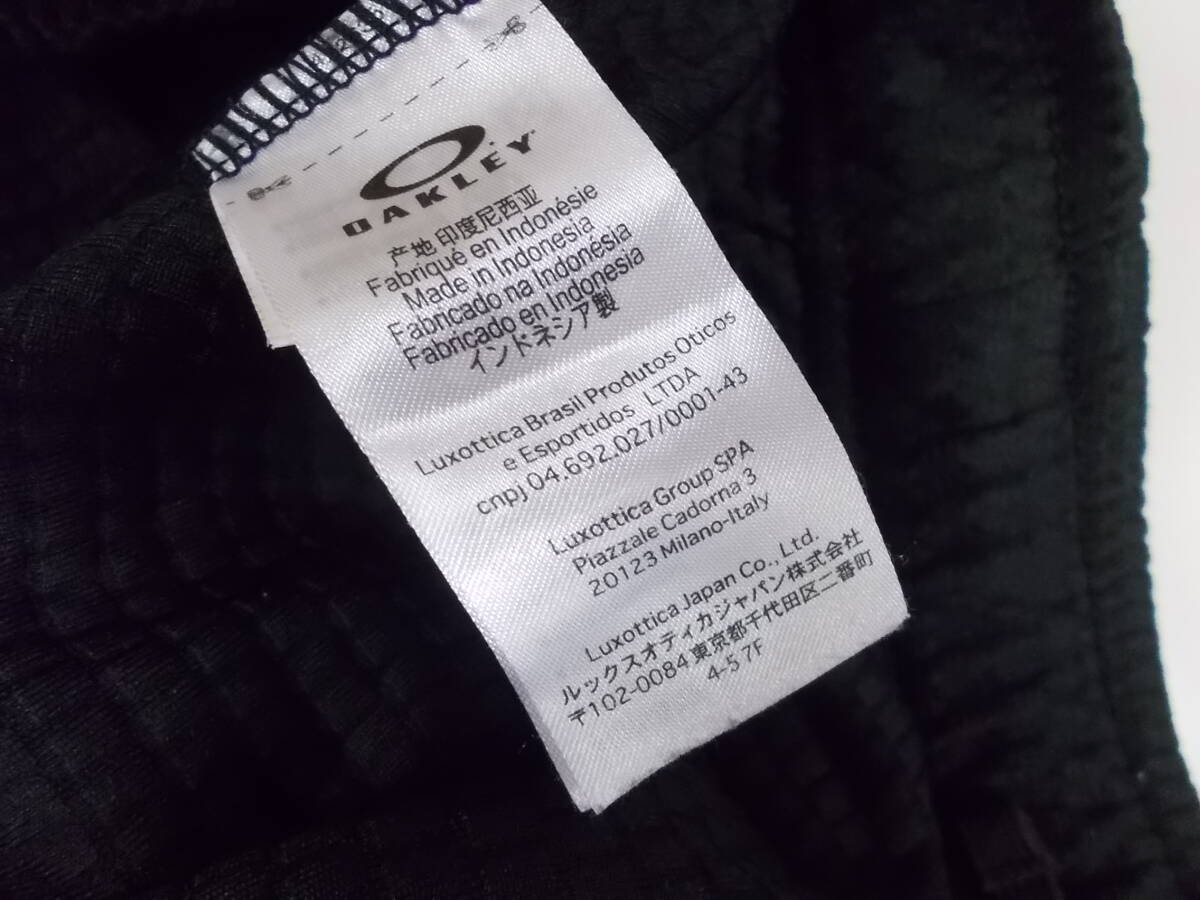 OAKLEY
产地 印度尼西亚
Fabriqué en Indonésie
Made in Indonesia
Fabricado na Indonésia
Fabricado en Indonesia
インドネシア製
Luxottica Brasil Produtos Oticos
e Esportidos LTDA
cnpj 04.692.027/0001-43
Luxottica Group SPA
Piazzale Cadorna 3
20123 Milano-Italy
Luxottica Japan Co., Ltd.
ルックスオティカジャパン株式会社
〒102-0084 東京都千代田区二番町
4-5 7F